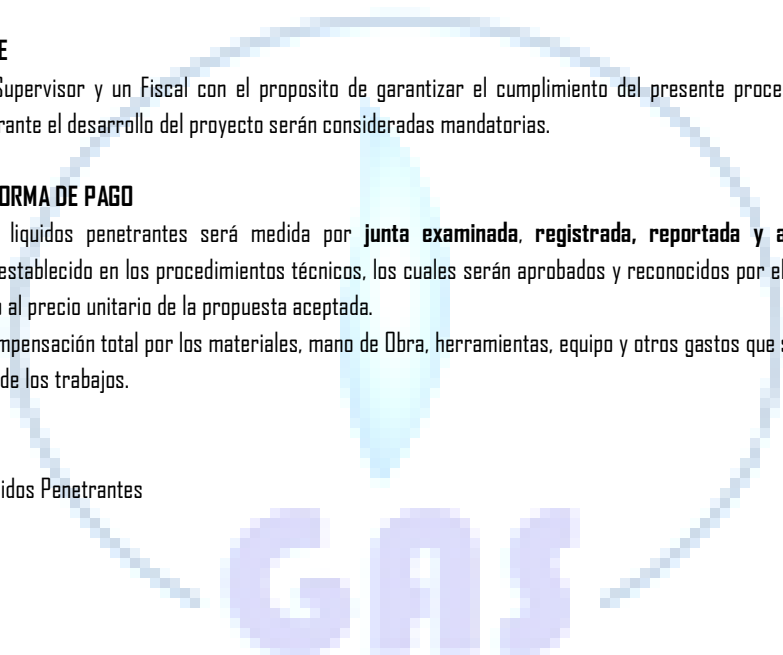 E
Supervisor y un Fiscal con el proposito de garantizar el cumplimiento del presente proce
rante el desarrollo del proyecto serán consideradas mandatorias.
ORMA DE PAGO
liquidos penetrantes será medida por junta examinada, registrada, reportada y a
establecido en los procedimientos técnicos, los cuales serán aprobados y reconocidos por el
al precio unitario de la propuesta aceptada.
mpensación total por los materiales, mano de Obra, herramientas, equipo y otros gastos que s
de los trabajos.
idos Penetrantes
GAS